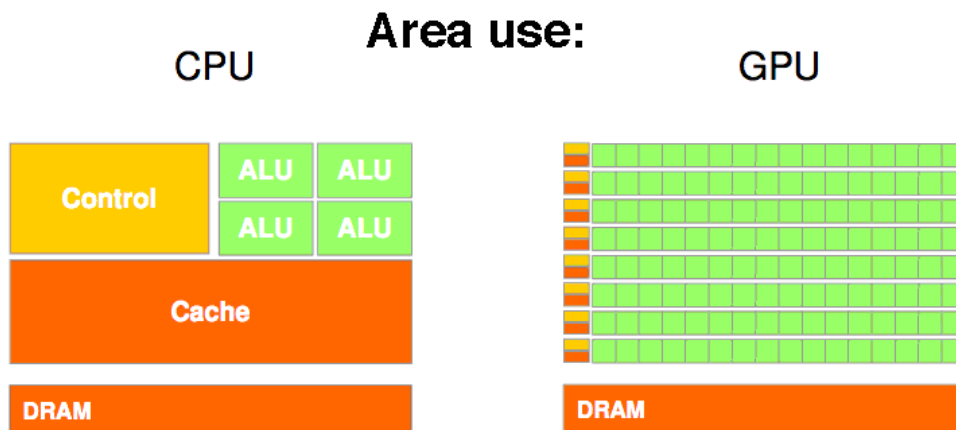 Area use:
CPU
GPU
Control
ALU
ALU
ALU
ALU
Cache
DRAM
DRAM